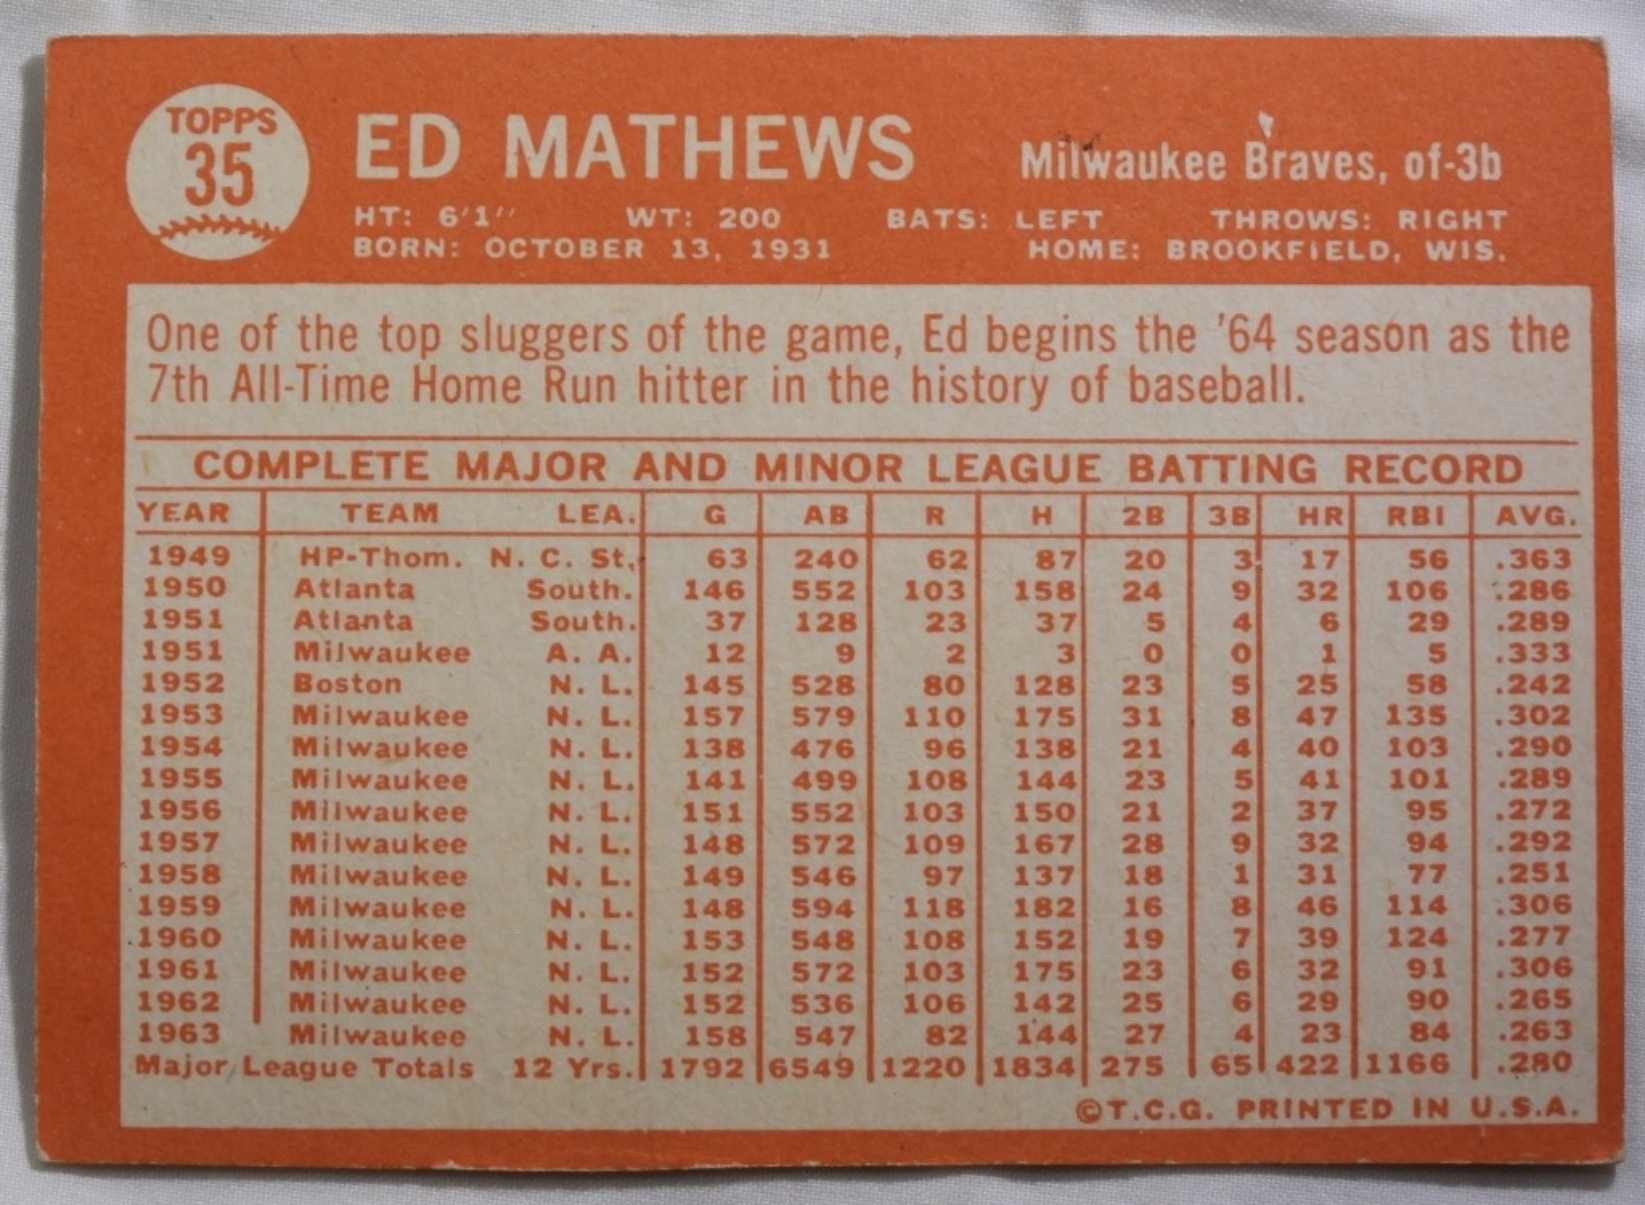 TOPPS
35
ED MATHEWS Milwaukee Braves, of-3b
HT: 6'1" WT: 200 BATS: LEFT THROWS: RIGHT
BORN: OCTOBER 13, 1931 HOME: BROOKFIELD, WIS.
One of the top sluggers of the game, Ed begins the '64 season as the
7th All-Time Home Run hitter in the history of baseball.
COMPLETE MAJOR AND MINOR LEAGUE BATTING RECORD
YEAR TEAM LEA. G AB R H 2B 3B HR RBI AVG.
1949 HP-Thom. N. C. St. 63 240 62 87 20 3 17 56 .363
1950 Atlanta South. 146 552 103 158 24 9 32 106 .286
1951 Atlanta South. 37 128 23 37 5 4 6 29 .289
1951 Milwaukee A. A. 12 9 2 3 0 0 1 5 .333
1952 Boston N. L. 145 528 80 128 23 5 25 58 .242
1953 Milwaukee N. L. 157 579 110 175 31 8 47 135 .302
1954 Milwaukee N. L. 138 476 96 138 21 4 40 103 .290
1955 Milwaukee N. L. 141 499 108 144 23 5 41 101 .289
1956 Milwaukee N. L. 151 552 103 150 21 2 37 95 .272
1957 Milwaukee N. L. 148 572 109 167 28 9 32 94 .292
1958 Milwaukee N. L. 149 546 97 137 18 1 31 77 .251
1959 Milwaukee N. L. 148 594 118 182 16 8 46 114 .306
1960 Milwaukee N. L. 153 548 108 152 19 7 39 124 .277
1961 Milwaukee N. L. 152 572 103 175 23 6 32 91 .306
1962 Milwaukee N. L. 152 536 106 142 25 6 29 90 .265
1963 Milwaukee N. L. 158 547 82 144 27 4 23 84 .263
Major League Totals 12 Yrs. 1792 6549 1220 1834 275 65 422 1166 .280
©T.C.G. PRINTED IN U.S.A.